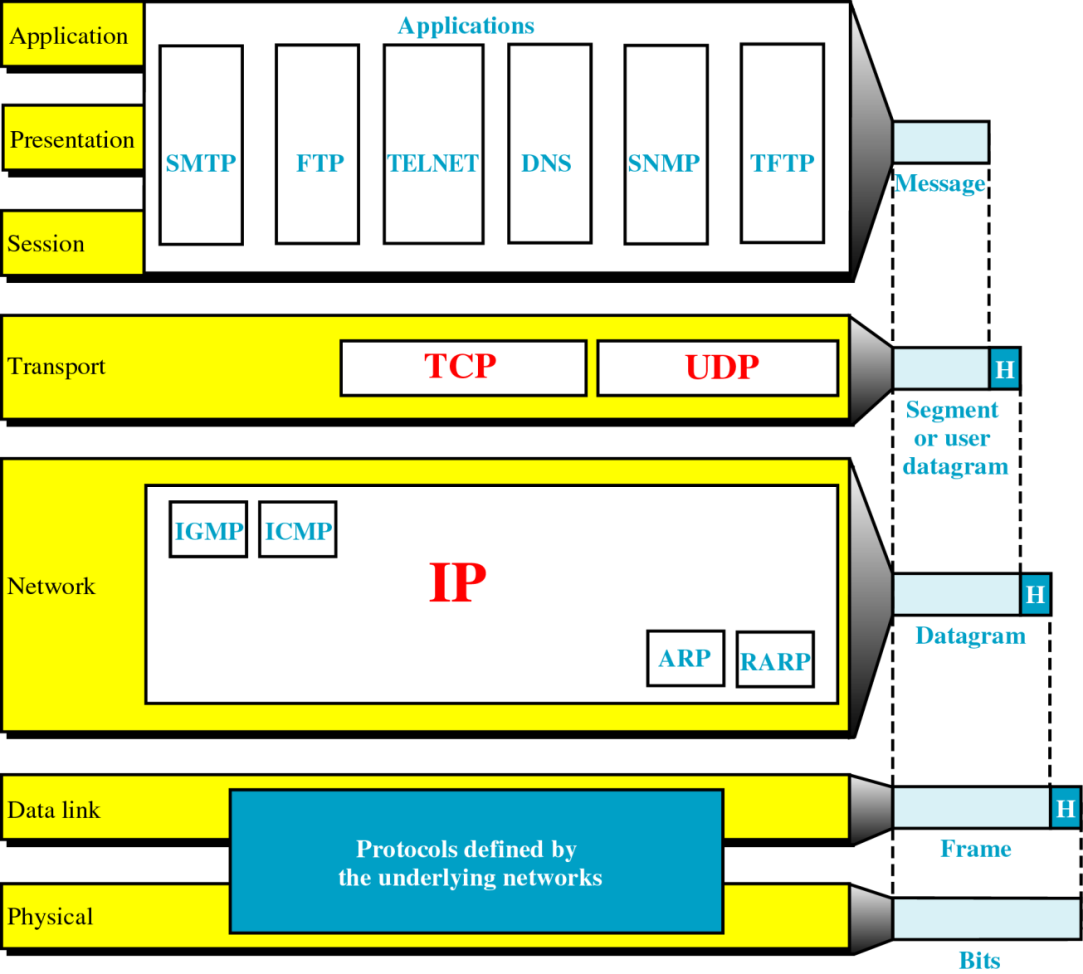 Application
Applications
Presentation
SMTP
FTP
TELNET
DNS
SNMP
TFTP
Message
Session
Transport
TCP
UDP
H
Segment
or user
datagram
IGMP
ICMP
Network
IP
H
Datagram
ARP
RARP
Data link
H
Protocols defined by
the underlying networks
Frame
Physical
Bits